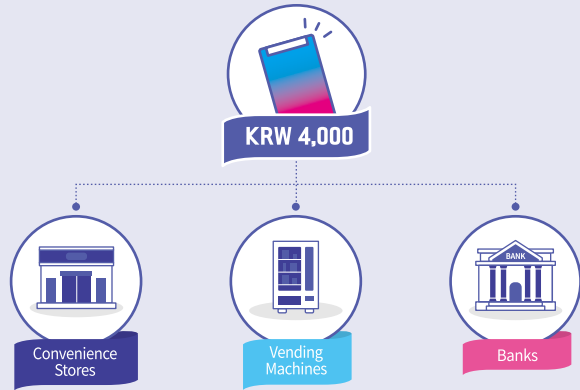 KRW 4,000
BANK
Convenience
Stores
Vending
Machines
Banks